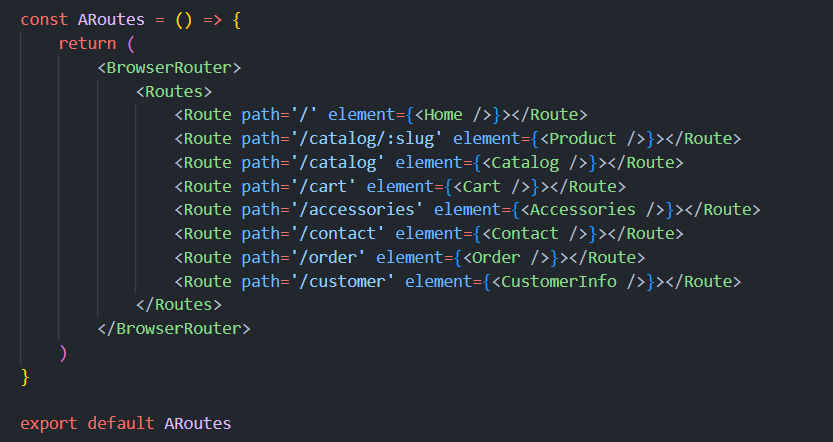 const ARoutes = () => {
    return (
        <BrowserRouter>
            <Routes>
                <Route path='/' element={<Home />}></Route>
                <Route path='/catalog/:slug' element={<Product />}></Route>
                <Route path='/catalog' element={<Catalog />}></Route>
                <Route path='/cart' element={<Cart />}></Route>
                <Route path='/accessories' element={<Accessories />}></Route>
                <Route path='/contact' element={<Contact />}></Route>
                <Route path='/order' element={<Order />}></Route>
                <Route path='/customer' element={<CustomerInfo />}></Route>
            </Routes>
        </BrowserRouter>
    )
}
export default ARoutes